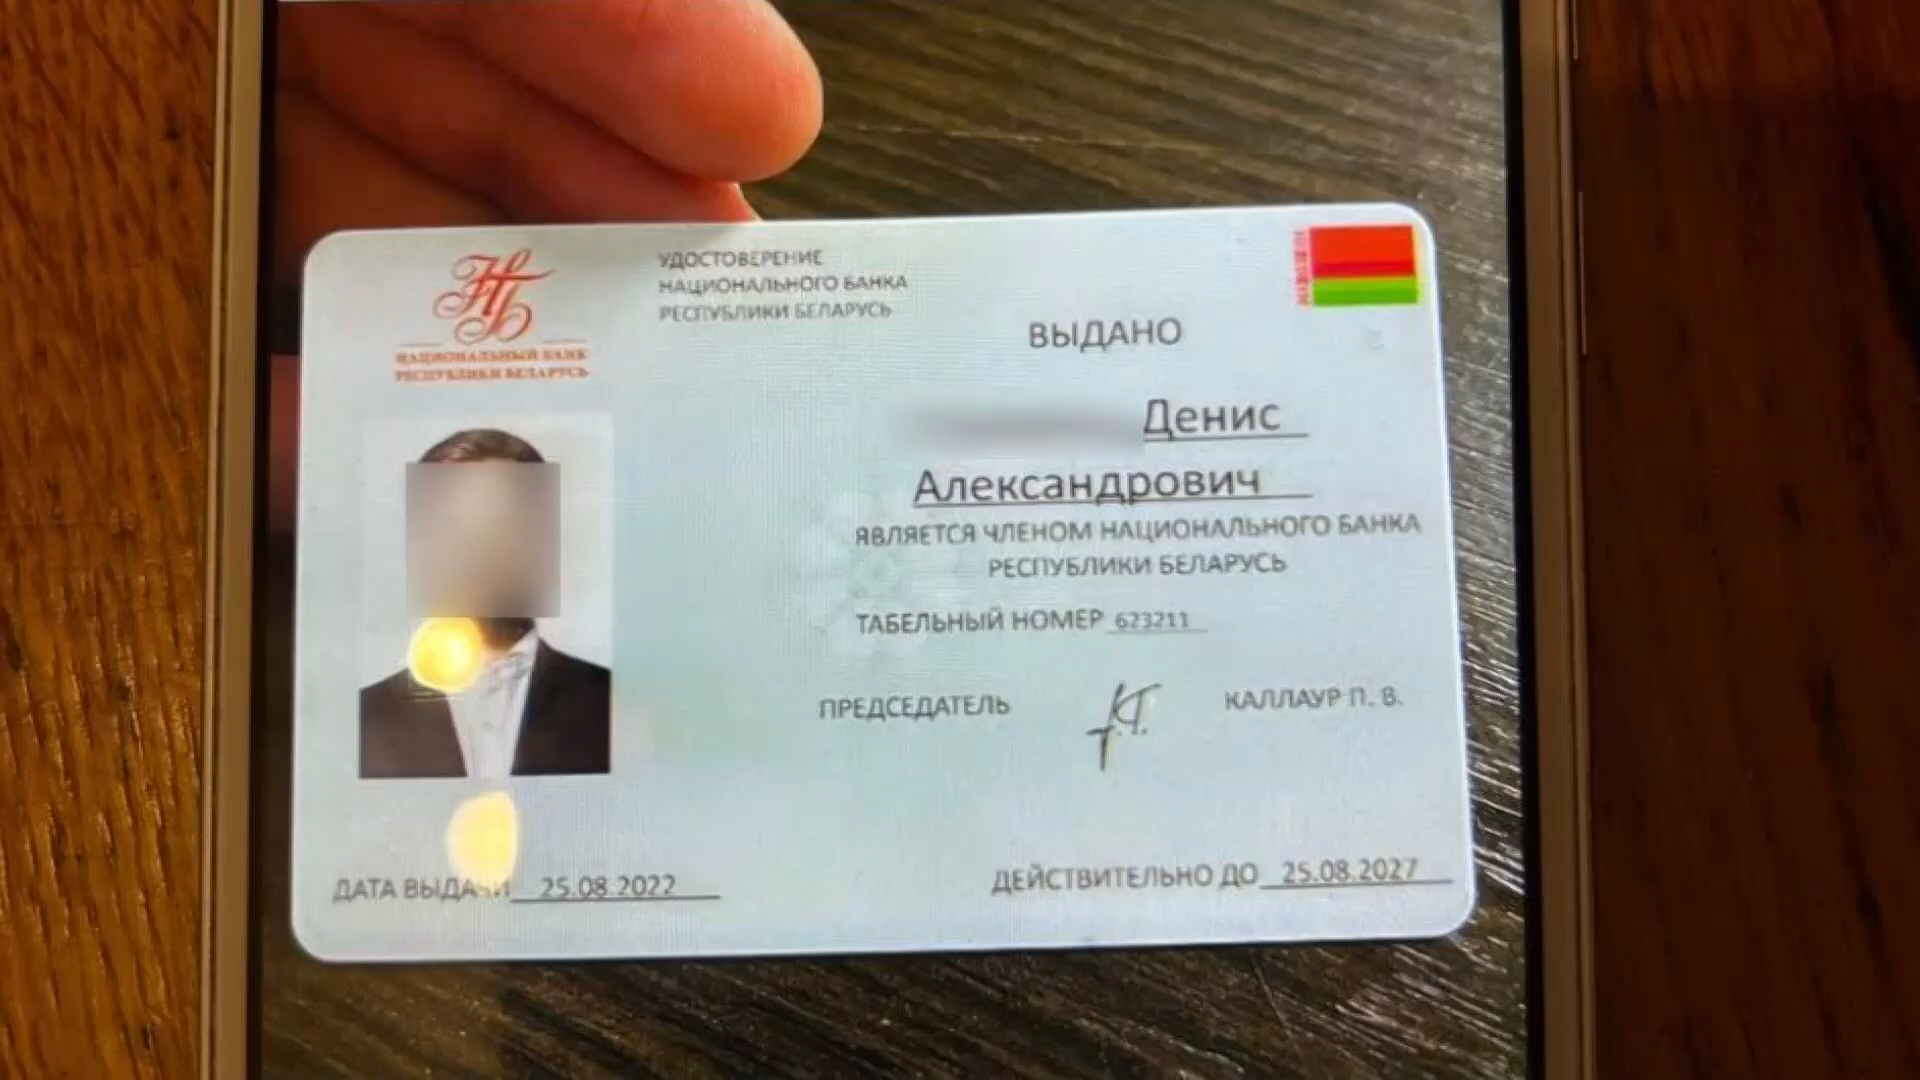 НАЦИОНАЛЬНЫЙ БАНК
РЕСПУБЛИКИ БЕЛАРУСЬ
УДОСТОВЕРЕНИЕ
НАЦИОНАЛЬНОГО БАНКА
РЕСПУБЛИКИ БЕЛАРУСЬ
ВЫДАНО
Денис
Александрович
ЯВЛЯЕТСЯ ЧЛЕНОМ НАЦИОНАЛЬНОГО БАНКА
РЕСПУБЛИКИ БЕЛАРУСЬ
ТАБЕЛЬНЫЙ НОМЕР 623211
ПРЕДСЕДАТЕЛЬ КАЛЛАУР П. В.
ДАТА ВЫДАЧИ 25.08.2022
ДЕЙСТВИТЕЛЬНО ДО 25.08.2027